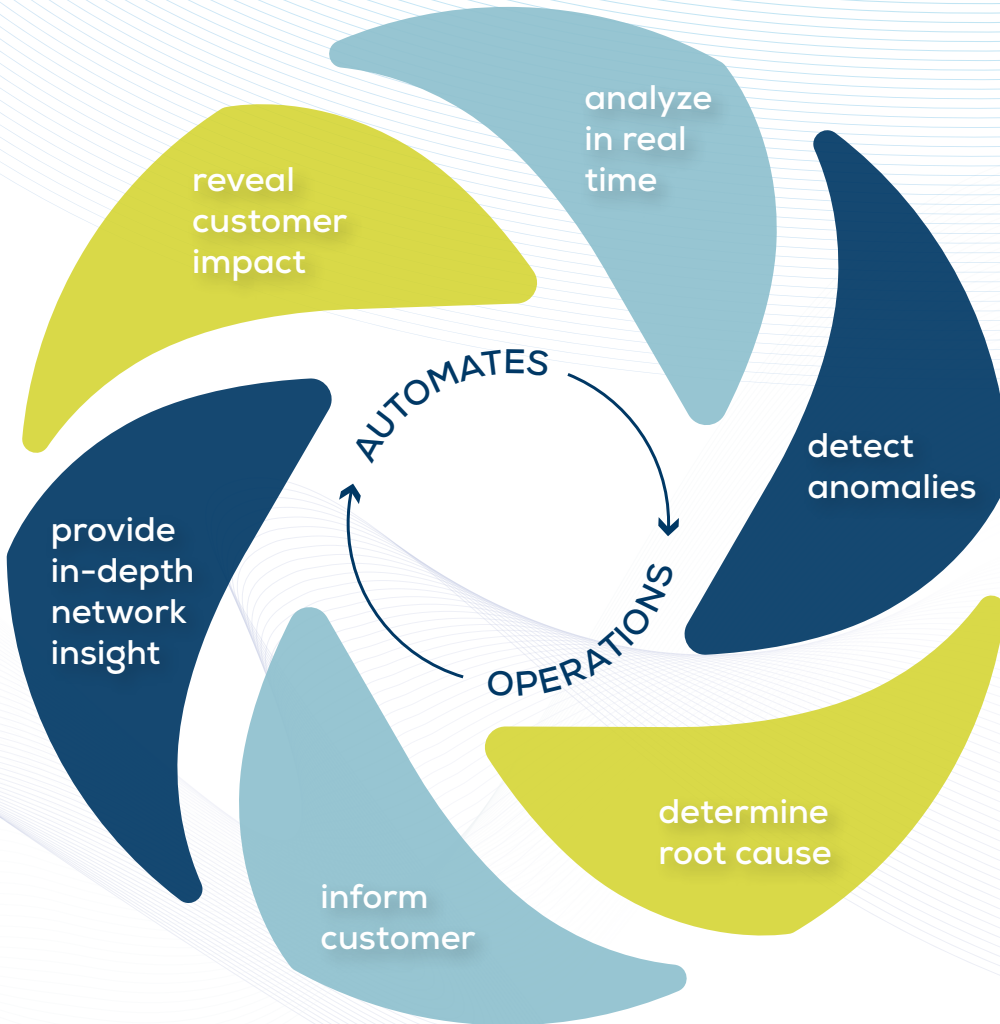 analyze
in real
time
reveal
customer
impact
AUTOMATES
detect
anomalies
provide
in-depth
network
insight
OPERATIONS
determine
root cause
inform
customer